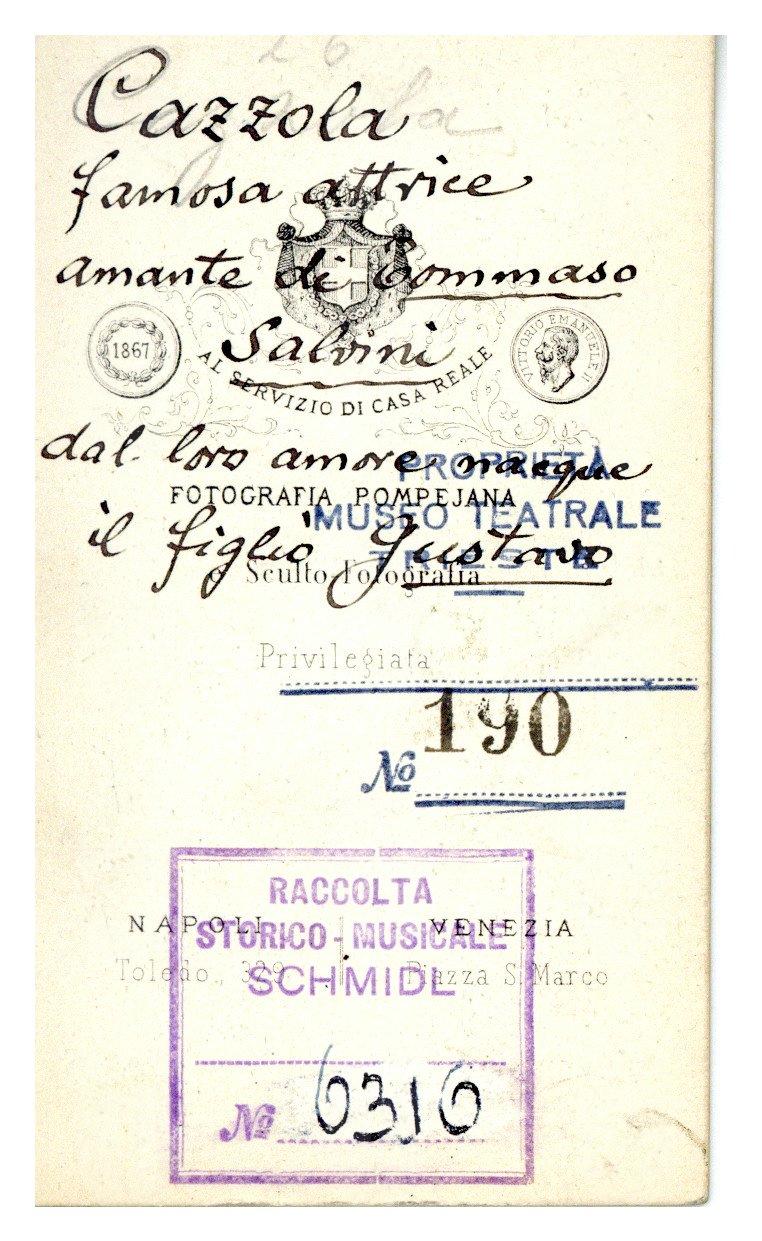 26
Cazzola
famosa attrice
amante di Tommaso
Salvini
1867
VITTORIO EMANUELE II
AL SERVIZIO DI CASA REALE
dal loro amore nacque
PROPRIETÀ
FOTOGRAFIA POMPEJANA
MUSEO TEATRALE
il figlio Gustavo
TRIESTE
e Sculto-Fotografia
Privilegiata
190
No
RACCOLTA
NAPOLI VENEZIA
STORICO-MUSICALE
Toledo, 329 Piazza S. Marco
SCHMIDL
No 6316